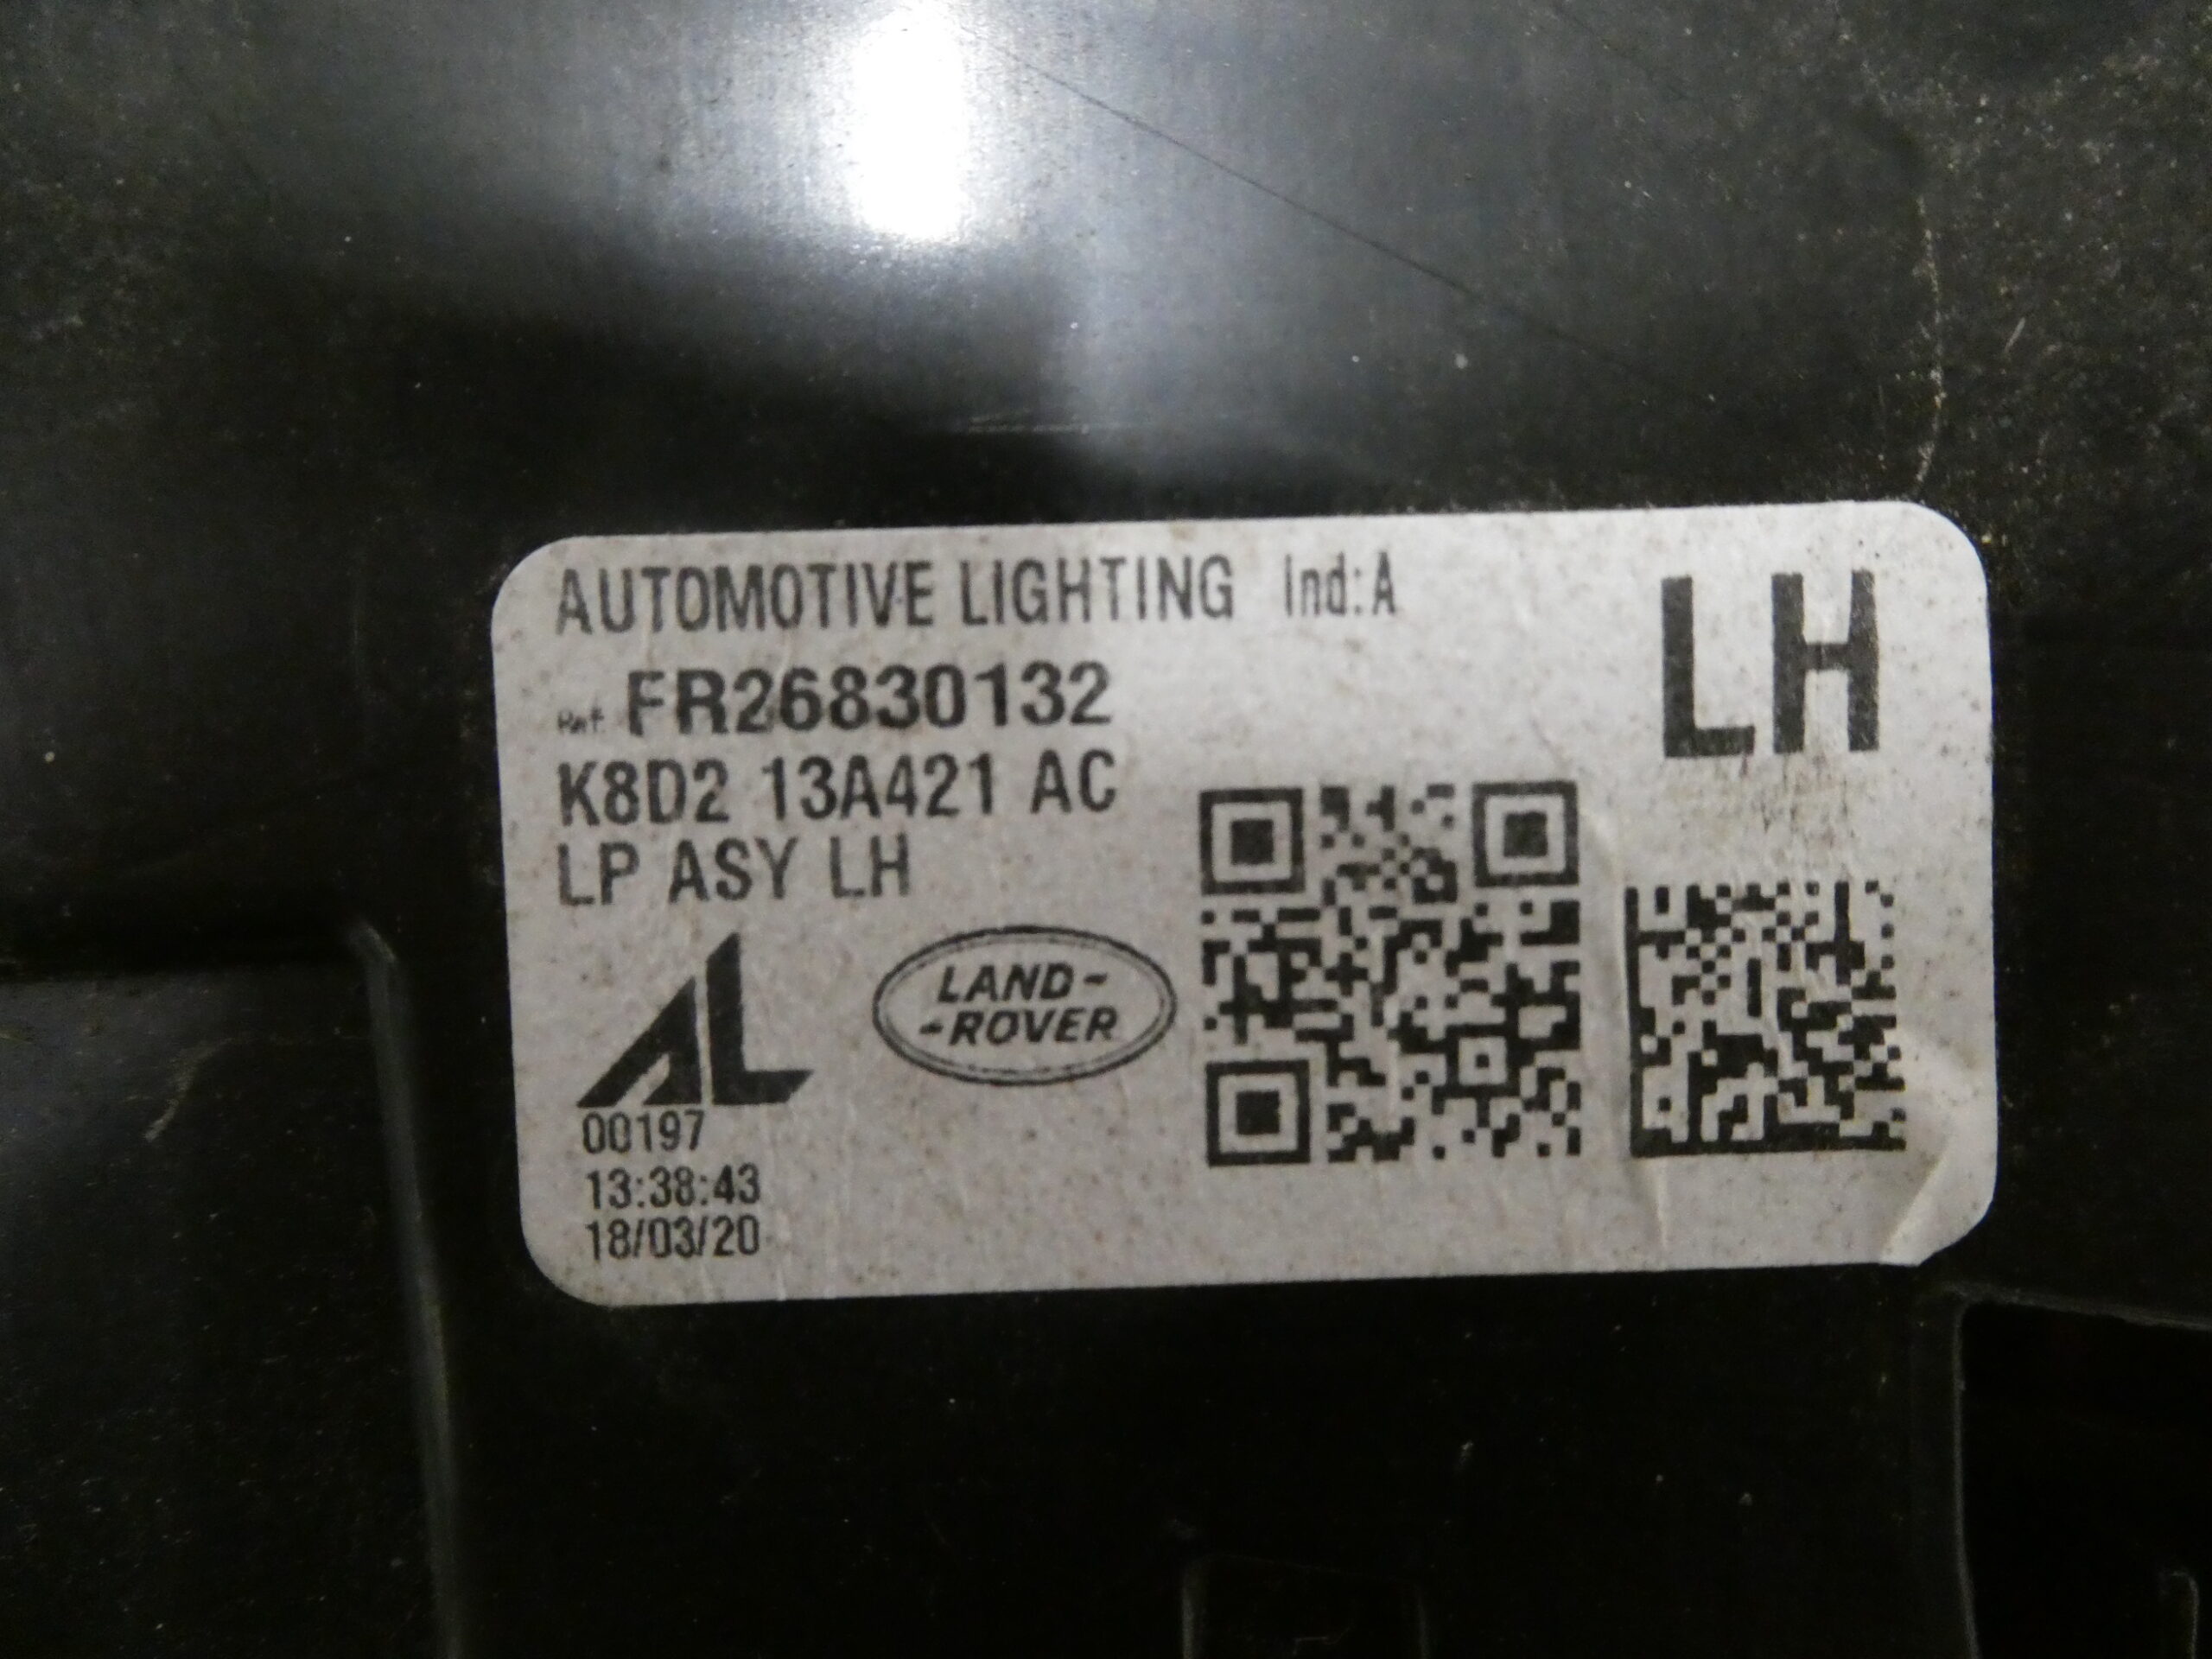 AUTOMOTIVE LIGHTING Ind:A
LH
Ref. FR26830132
K8D2 13A421 AC
LP ASY LH
AL
LAND-
-ROVER
00197
13:38:43
18/03/20